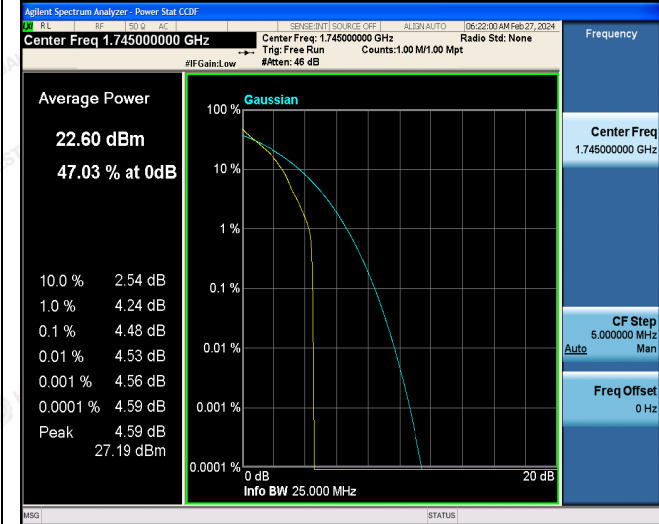 Agilent Spectrum Analyzer - Power Stat CCDF
LXI RL RF 50 Ω AC SENSE:INT SOURCE OFF ALIGN AUTO 06:22:00 AM Feb 27, 2024
Center Freq 1.745000000 GHz
Center Freq: 1.745000000 GHz Radio Std: None
Trig: Free Run Counts:1.00 M/1.00 Mpt
#IFGain:Low #Atten: 46 dB
Frequency
Average Power
22.60 dBm
47.03 % at 0dB
10.0 % 2.54 dB
1.0 % 4.24 dB
0.1 % 4.48 dB
0.01 % 4.53 dB
0.001 % 4.56 dB
0.0001 % 4.59 dB
Peak 4.59 dB
27.19 dBm
Gaussian
100 %
10 %
1 %
0.1 %
0.01 %
0.001 %
0.0001 %
0 dB 20 dB
Info BW 25.000 MHz
Center Freq
1.745000000 GHz
CF Step
5.000000 MHz
Auto Man
Freq Offset
0 Hz
MSG STATUS